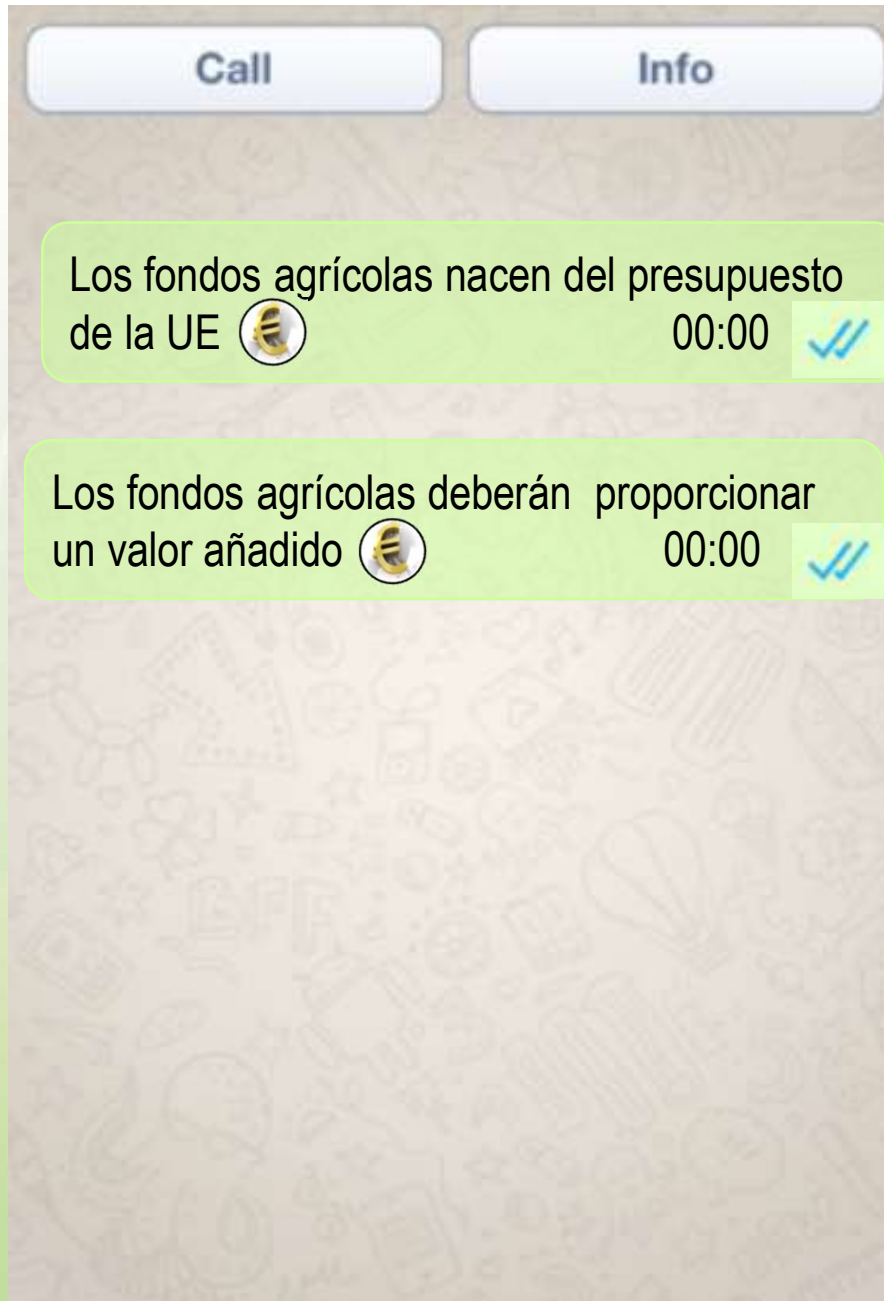 Call Info
Los fondos agrícolas nacen del presupuesto
de la UE € 00:00
Los fondos agrícolas deberán proporcionar
un valor añadido € 00:00